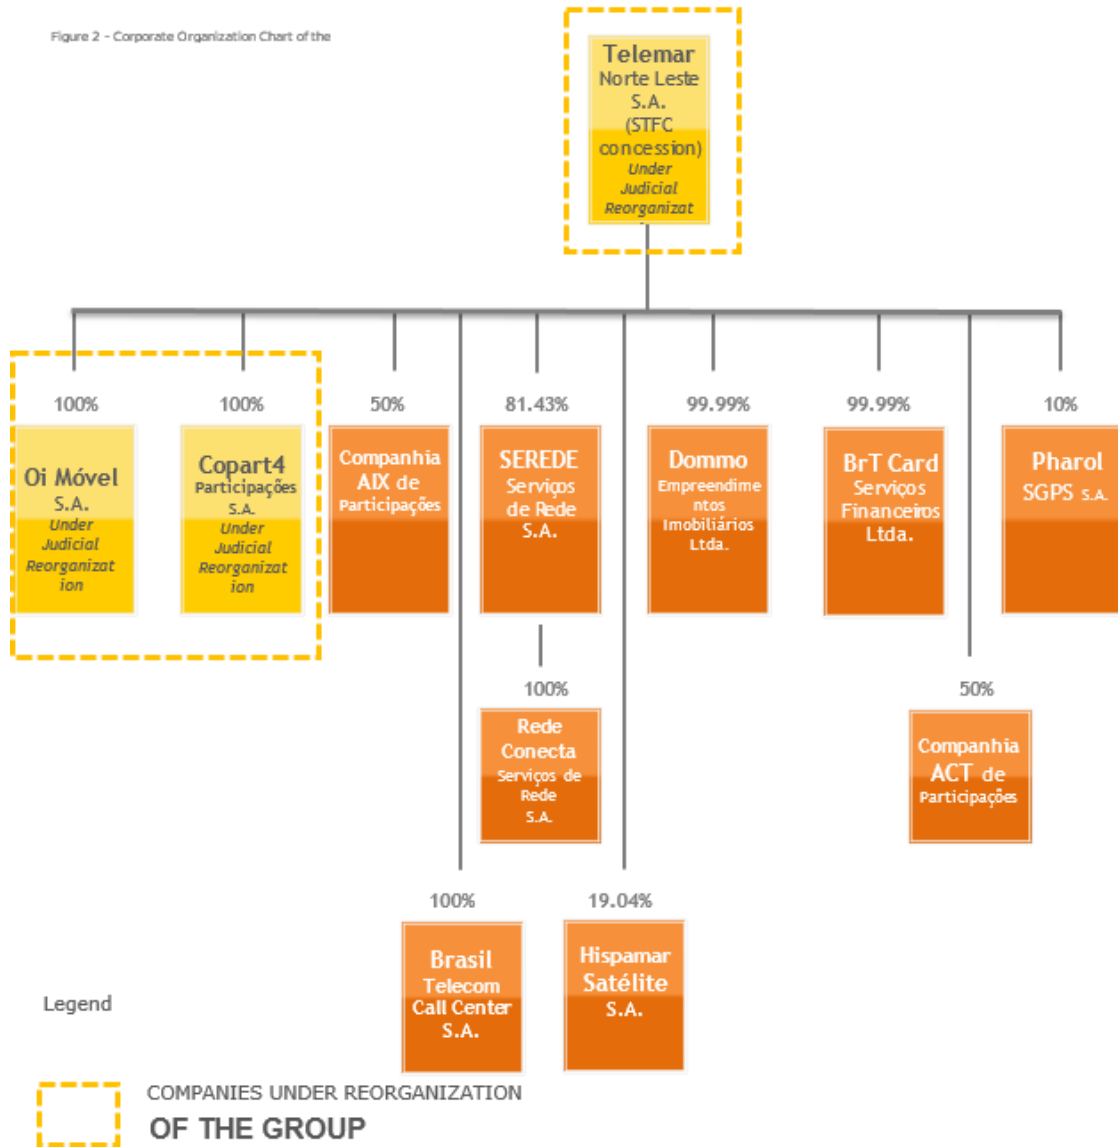 Figure 2 - Corporate Organization Chart of the
Telemar
Norte Leste
S.A.
(STFC
concession)
Under
Judicial
Reorganizat
100%
100%
50%
81.43%
99.99%
99.99%
10%
Oi Móvel
S.A.
Under
Judicial
Reorganizat
ion
Copart4
Participações
S.A.
Under
Judicial
Reorganizat
ion
Companhia
AIX de
Participações
SEREDE
Serviços
de Rede
S.A.
Dommo
Empreendime
ntos
Imobiliários
Ltda.
BrT Card
Serviços
Financeiros
Ltda.
Pharol
SGPS S.A.
100%
50%
Rede
Conecta
Serviços de
Rede
S.A.
Companhia
ACT de
Participações
100%
19.04%
Brasil
Telecom
Call Center
S.A.
Hispamar
Satélite
S.A.
Legend
COMPANIES UNDER REORGANIZATION
OF THE GROUP